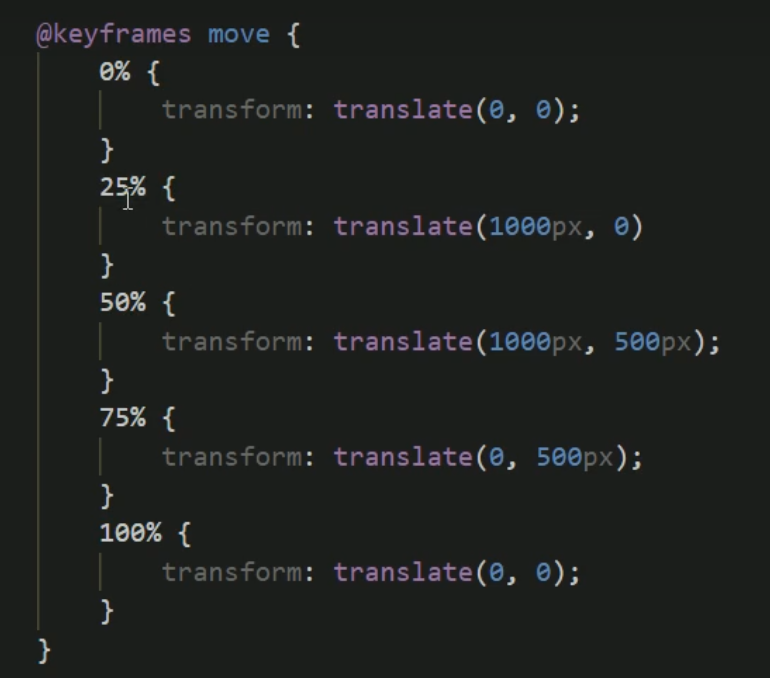 @keyframes move {
    0% {
        transform: translate(0, 0);
    }
    25% {
        transform: translate(1000px, 0)
    }
    50% {
        transform: translate(1000px, 500px);
    }
    75% {
        transform: translate(0, 500px);
    }
    100% {
        transform: translate(0, 0);
    }
}